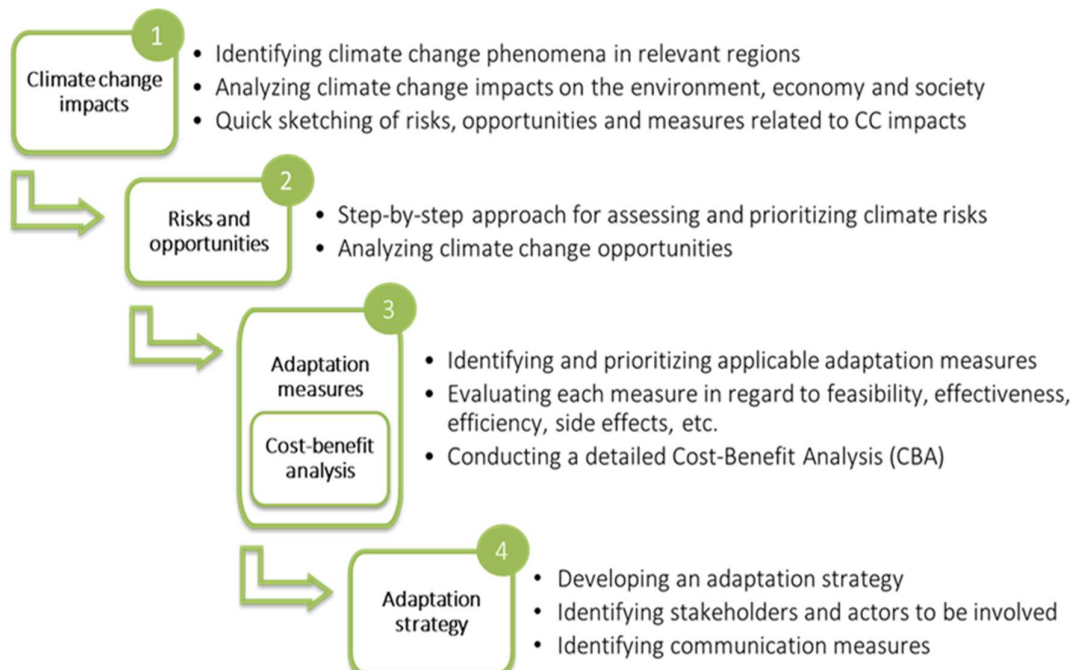 1
Climate change
impacts
• Identifying climate change phenomena in relevant regions
• Analyzing climate change impacts on the environment, economy and society
• Quick sketching of risks, opportunities and measures related to CC impacts
2
Risks and
opportunities
• Step-by-step approach for assessing and prioritizing climate risks
• Analyzing climate change opportunities
3
Adaptation
measures
Cost-benefit
analysis
• Identifying and prioritizing applicable adaptation measures
• Evaluating each measure in regard to feasibility, effectiveness,
efficiency, side effects, etc.
• Conducting a detailed Cost-Benefit Analysis (CBA)
4
Adaptation
strategy
• Developing an adaptation strategy
• Identifying stakeholders and actors to be involved
• Identifying communication measures